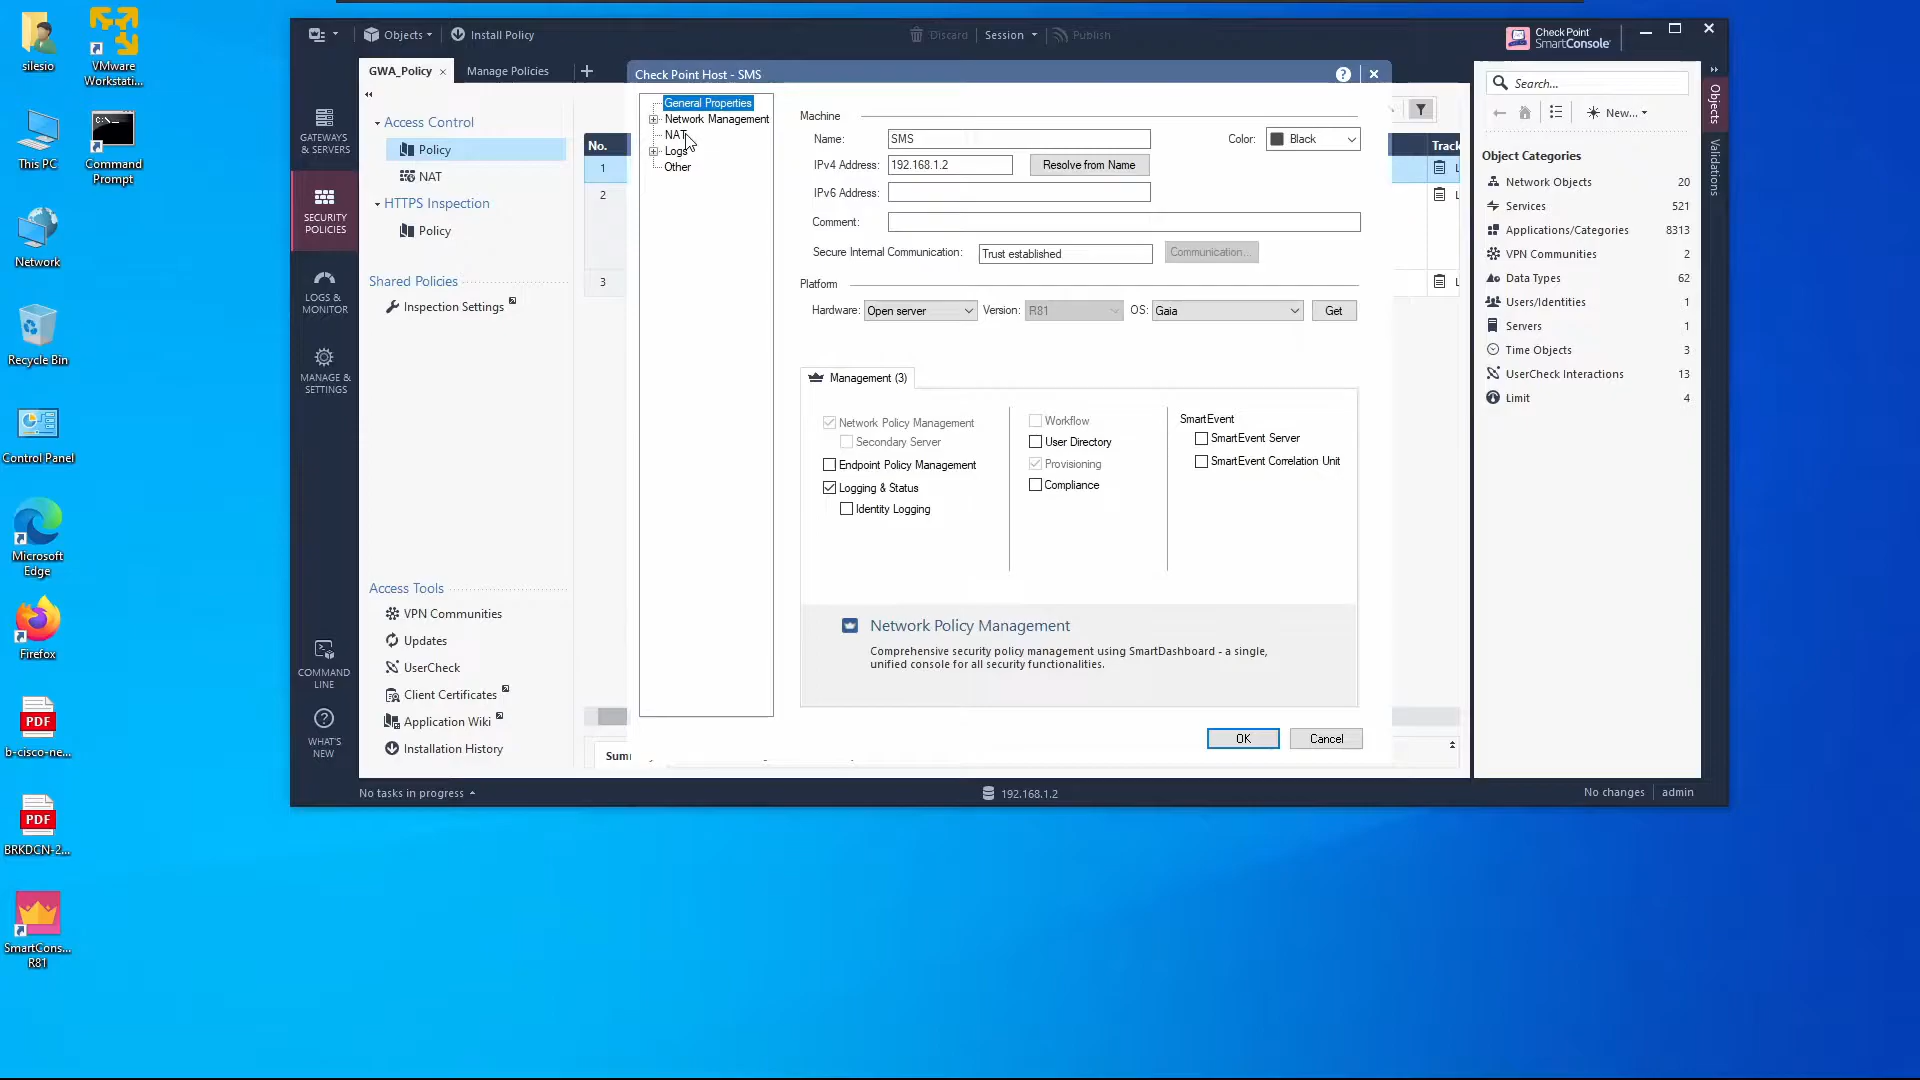 silesio
VMware
Workstati...
This PC
Command
Prompt
Network
Recycle Bin
Control Panel
Microsoft
Edge
Firefox
PDF
b-cisco-ne...
PDF
BRKDCN-2...
SmartCons...
R81
Objects
Install Policy
Discard
Session
Publish
Check Point
SmartConsole
GWA_Policy
Manage Policies
GATEWAYS
& SERVERS
SECURITY
POLICIES
LOGS &
MONITOR
MANAGE &
SETTINGS
COMMAND
LINE
WHAT'S
NEW
Access Control
Policy
NAT
HTTPS Inspection
Policy
Shared Policies
Inspection Settings
Access Tools
VPN Communities
Updates
UserCheck
Client Certificates
Application Wiki
Installation History
No.
1
2
3
Track
L
L
L
Check Point Host - SMS
General Properties
Network Management
NAT
Logs
Other
Machine
Name: SMS
Color: Black
IPv4 Address: 192.168.1.2 Resolve from Name
IPv6 Address:
Comment:
Secure Internal Communication: Trust established Communication...
Platform
Hardware: Open server Version: R81 OS: Gaia Get
Management (3)
Network Policy Management
Secondary Server
Endpoint Policy Management
Logging & Status
Identity Logging
Workflow
User Directory
Provisioning
Compliance
SmartEvent
SmartEvent Server
SmartEvent Correlation Unit
Network Policy Management
Comprehensive security policy management using SmartDashboard - a single,
unified console for all security functionalities.
OK Cancel
Search...
New...
Object Categories
Network Objects 20
Services 521
Applications/Categories 8313
VPN Communities 2
Data Types 62
Users/Identities 1
Servers 1
Time Objects 3
UserCheck Interactions 13
Limit 4
Objects
Validations
No tasks in progress
192.168.1.2
No changes
admin